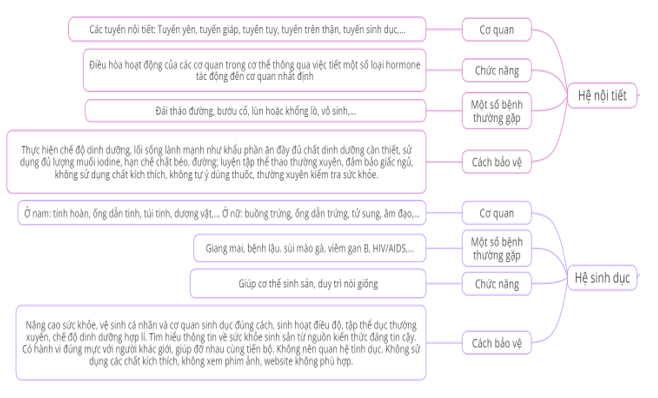 Các tuyến nội tiết: Tuyến yên, tuyến giáp, tuyến tụy, tuyến trên thận, tuyến sinh dục,...
Cơ quan
Điều hòa hoạt động của các cơ quan trong cơ thể thông qua việc tiết một số loại hormone
tác động đến cơ quan nhất định
Chức năng
Hệ nội tiết
Đái tháo đường, bướu cổ, lùn hoặc khổng lồ, vô sinh,...
Một số bệnh
thường gặp
Thực hiện chế độ dinh dưỡng, lối sống lành mạnh như khẩu phần ăn đầy đủ chất dinh dưỡng cần thiết, sử
dụng đủ lượng muối iodine, hạn chế chất béo, đường; luyện tập thể thao thường xuyên, đảm bảo giấc ngủ,
không sử dụng chất kích thích, không tự ý dùng thuốc, thường xuyên kiểm tra sức khỏe.
Cách bảo vệ
Ở nam: tinh hoàn, ống dẫn tinh, túi tinh, dương vật,... Ở nữ: buồng trứng, ống dẫn trứng, tử sung, âm đạo,...
Cơ quan
Giang mai, bệnh lậu. sùi mào gà, viêm gan B, HIV/AIDS,...
Một số bệnh
thường gặp
Hệ sinh dục
Giúp cơ thể sinh sản, duy trì nòi giống
Chức năng
Nâng cao sức khỏe, vệ sinh cá nhân và cơ quan sinh dục đúng cách, sinh hoạt điều độ, tập thể dục thường
xuyên, chế độ dinh dưỡng hợp lí. Tìm hiểu thông tin về sức khỏe sinh sản từ nguồn kiến thức đáng tin cậy.
Có hành vi đúng mực với người khác giới, giúp đỡ nhau cùng tiến bộ. Không nên quan hệ tình dục. Không sử
dụng các chất kích thích, không xem phim ảnh, website không phù hợp.
Cách bảo vệ